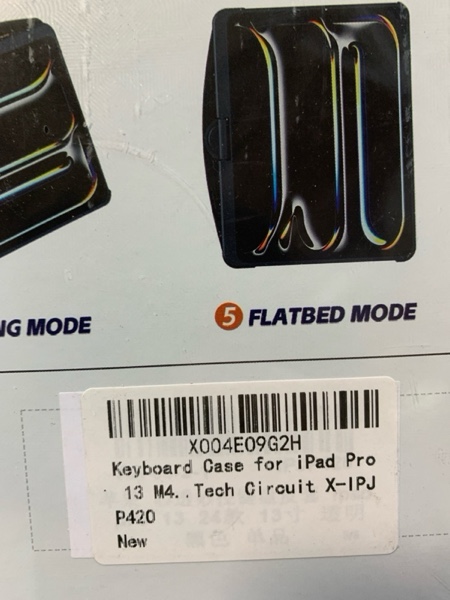 NG MODE
5 FLATBED MODE
X004E09G2H
Keyboard Case for iPad Pro
13 M4..Tech Circuit X-IPJ
P420
New